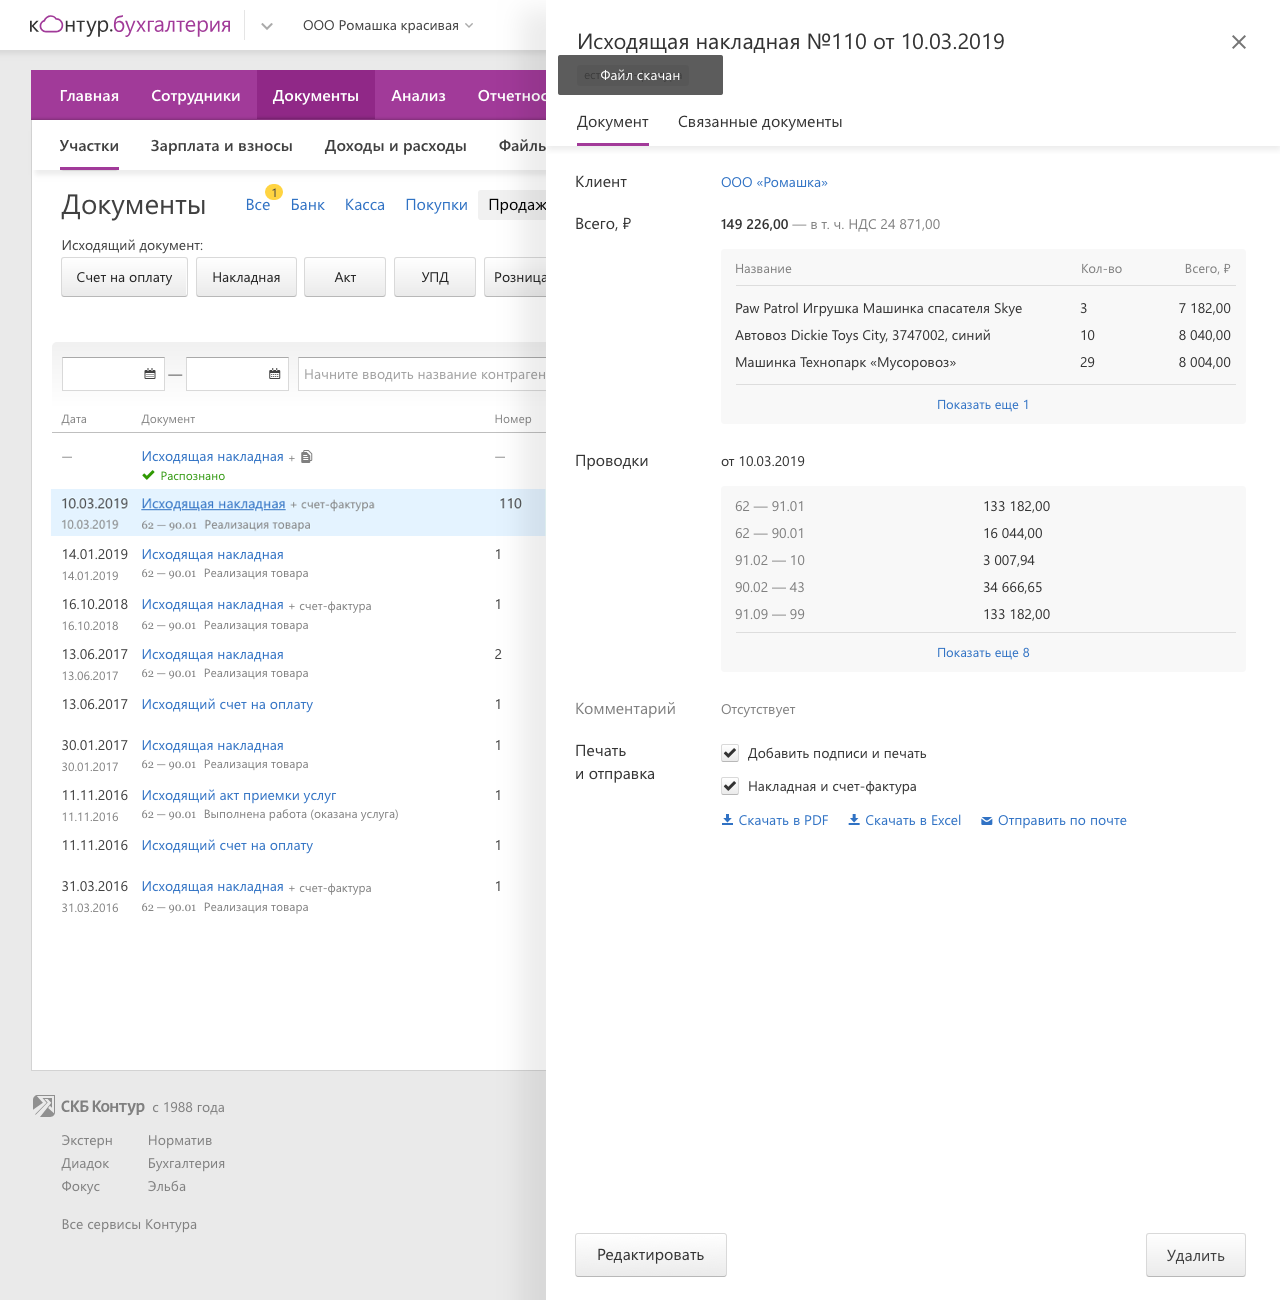 контур.бухгалтерия
ООО Ромашка красивая
Главная Сотрудники Документы Анализ
Участки Зарплата и взносы Доходы и расходы
Документы
Все 1 Банк Касса Покупки
Исходящий документ:
Счет на оплату Накладная Акт УПД Розница
— Начните вводить название
Дата Документ Номер
— Исходящая накладная + —
Распознано
10.03.2019 Исходящая накладная + счет-фактура 110
10.03.2019 62 — 90.01 Реализация товара
14.01.2019 Исходящая накладная 1
14.01.2019 62 — 90.01 Реализация товара
16.10.2018 Исходящая накладная + счет-фактура 1
16.10.2018 62 — 90.01 Реализация товара
13.06.2017 Исходящая накладная 2
13.06.2017 62 — 90.01 Реализация товара
13.06.2017 Исходящий счет на оплату 1
30.01.2017 Исходящая накладная 1
30.01.2017 62 — 90.01 Реализация товара
11.11.2016 Исходящий акт приемки услуг 1
11.11.2016 62 — 90.01 Выполнена работа (оказана услуга)
11.11.2016 Исходящий счет на оплату 1
31.03.2016 Исходящая накладная + счет-фактура 1
31.03.2016 62 — 90.01 Реализация товара
СКБ Контур с 1988 года
Экстерн Норматив
Диадок Бухгалтерия
Фокус Эльба
Все сервисы Контура
Исходящая накладная №110 от 10.03.2019
Файл скачан
Документ Связанные документы
Клиент ООО «Ромашка»
Всего, ₽ 149 226,00 — в т. ч. НДС 24 871,00
Название Кол-во Всего, ₽
Paw Patrol Игрушка Машинка спасателя Skye 3 7 182,00
Автовоз Dickie Toys City, 3747002, синий 10 8 040,00
Машинка Технопарк «Мусоровоз» 29 8 004,00
Показать еще 1
Проводки от 10.03.2019
62 — 91.01 133 182,00
62 — 90.01 16 044,00
91.02 — 10 3 007,94
90.02 — 43 34 666,65
91.09 — 99 133 182,00
Показать еще 8
Комментарий Отсутствует
Печать
и отправка
Добавить подписи и печать
Накладная и счет-фактура
Скачать в PDF Скачать в Excel Отправить по почте
Редактировать Удалить